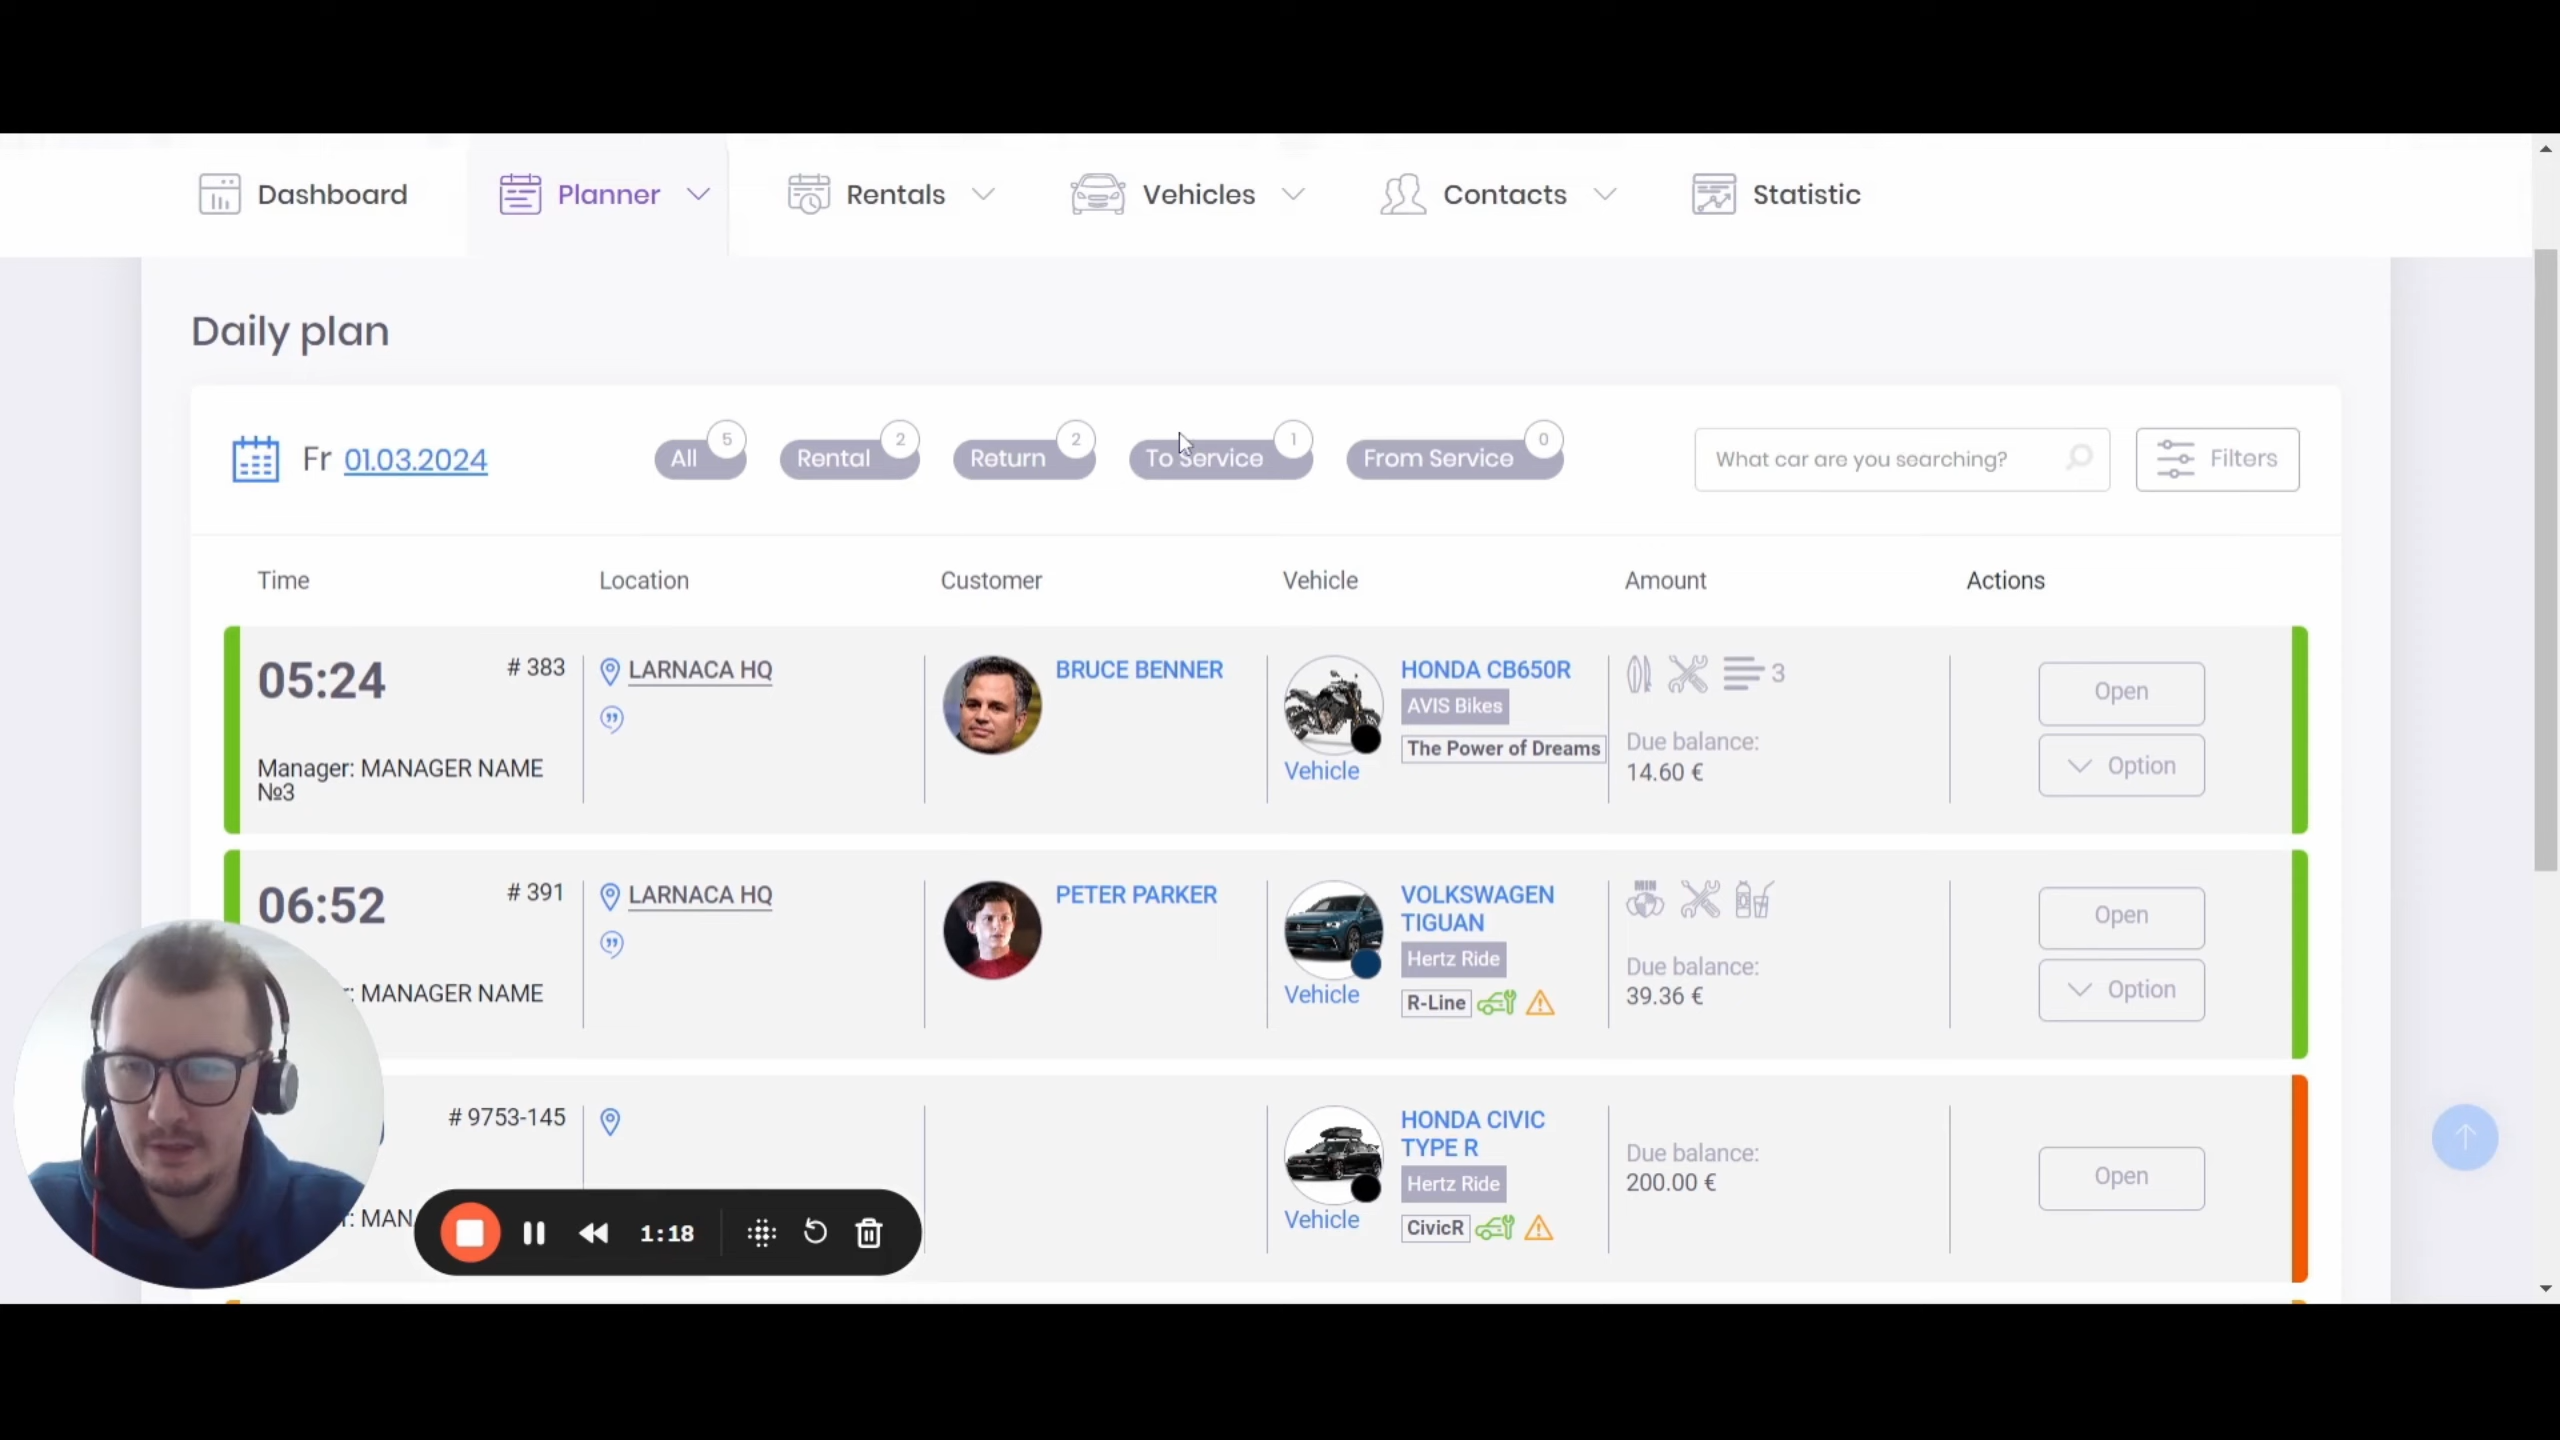 Dashboard Planner Rentals Vehicles Contacts Statistic
Daily plan
Fr 01.03.2024 All 5 Rental 2 Return 2 To Service 1 From Service 0 What car are you searching? Filters
Time Location Customer Vehicle Amount Actions
05:24 # 383 LARNACA HQ BRUCE BENNER HONDA CB650R 3 Open
AVIS Bikes
The Power of Dreams Due balance:
Manager: MANAGER NAME Vehicle 14.60 € Option
№3
06:52 # 391 LARNACA HQ PETER PARKER VOLKSWAGEN MIN Open
TIGUAN
Hertz Ride Due balance:
MANAGER NAME Vehicle R-Line 39.36 € Option
# 9753-145 HONDA CIVIC
TYPE R Due balance:
Hertz Ride 200.00 € Open
MAN Vehicle CivicR
1:18